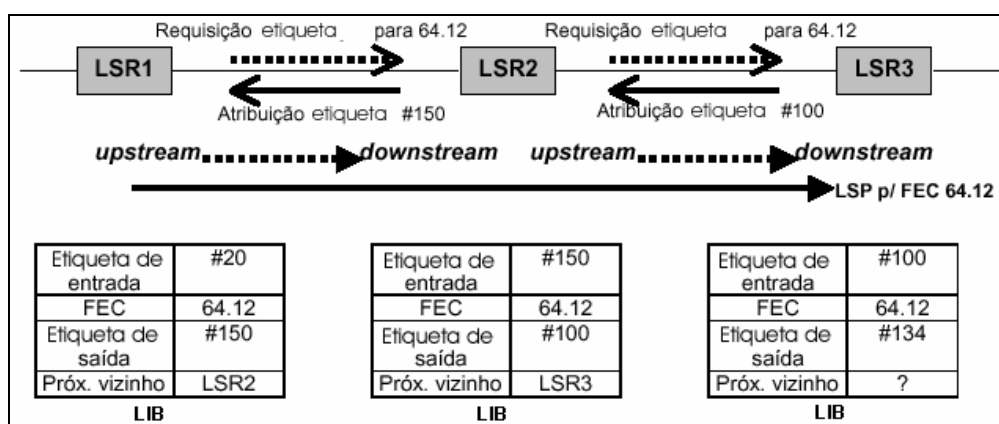 Requisição etiqueta para 64.12 Requisição etiqueta para 64.12
LSR1 LSR2 LSR3
Atribuição etiqueta #150 Atribuição etiqueta #100
upstream downstream upstream downstream
LSP p/ FEC 64.12
Etiqueta de entrada #20
FEC 64.12
Etiqueta de saída #150
Próx. vizinho LSR2
LIB
Etiqueta de entrada #150
FEC 64.12
Etiqueta de saída #100
Próx. vizinho LSR3
LIB
Etiqueta de entrada #100
FEC 64.12
Etiqueta de saída #134
Próx. vizinho ?
LIB